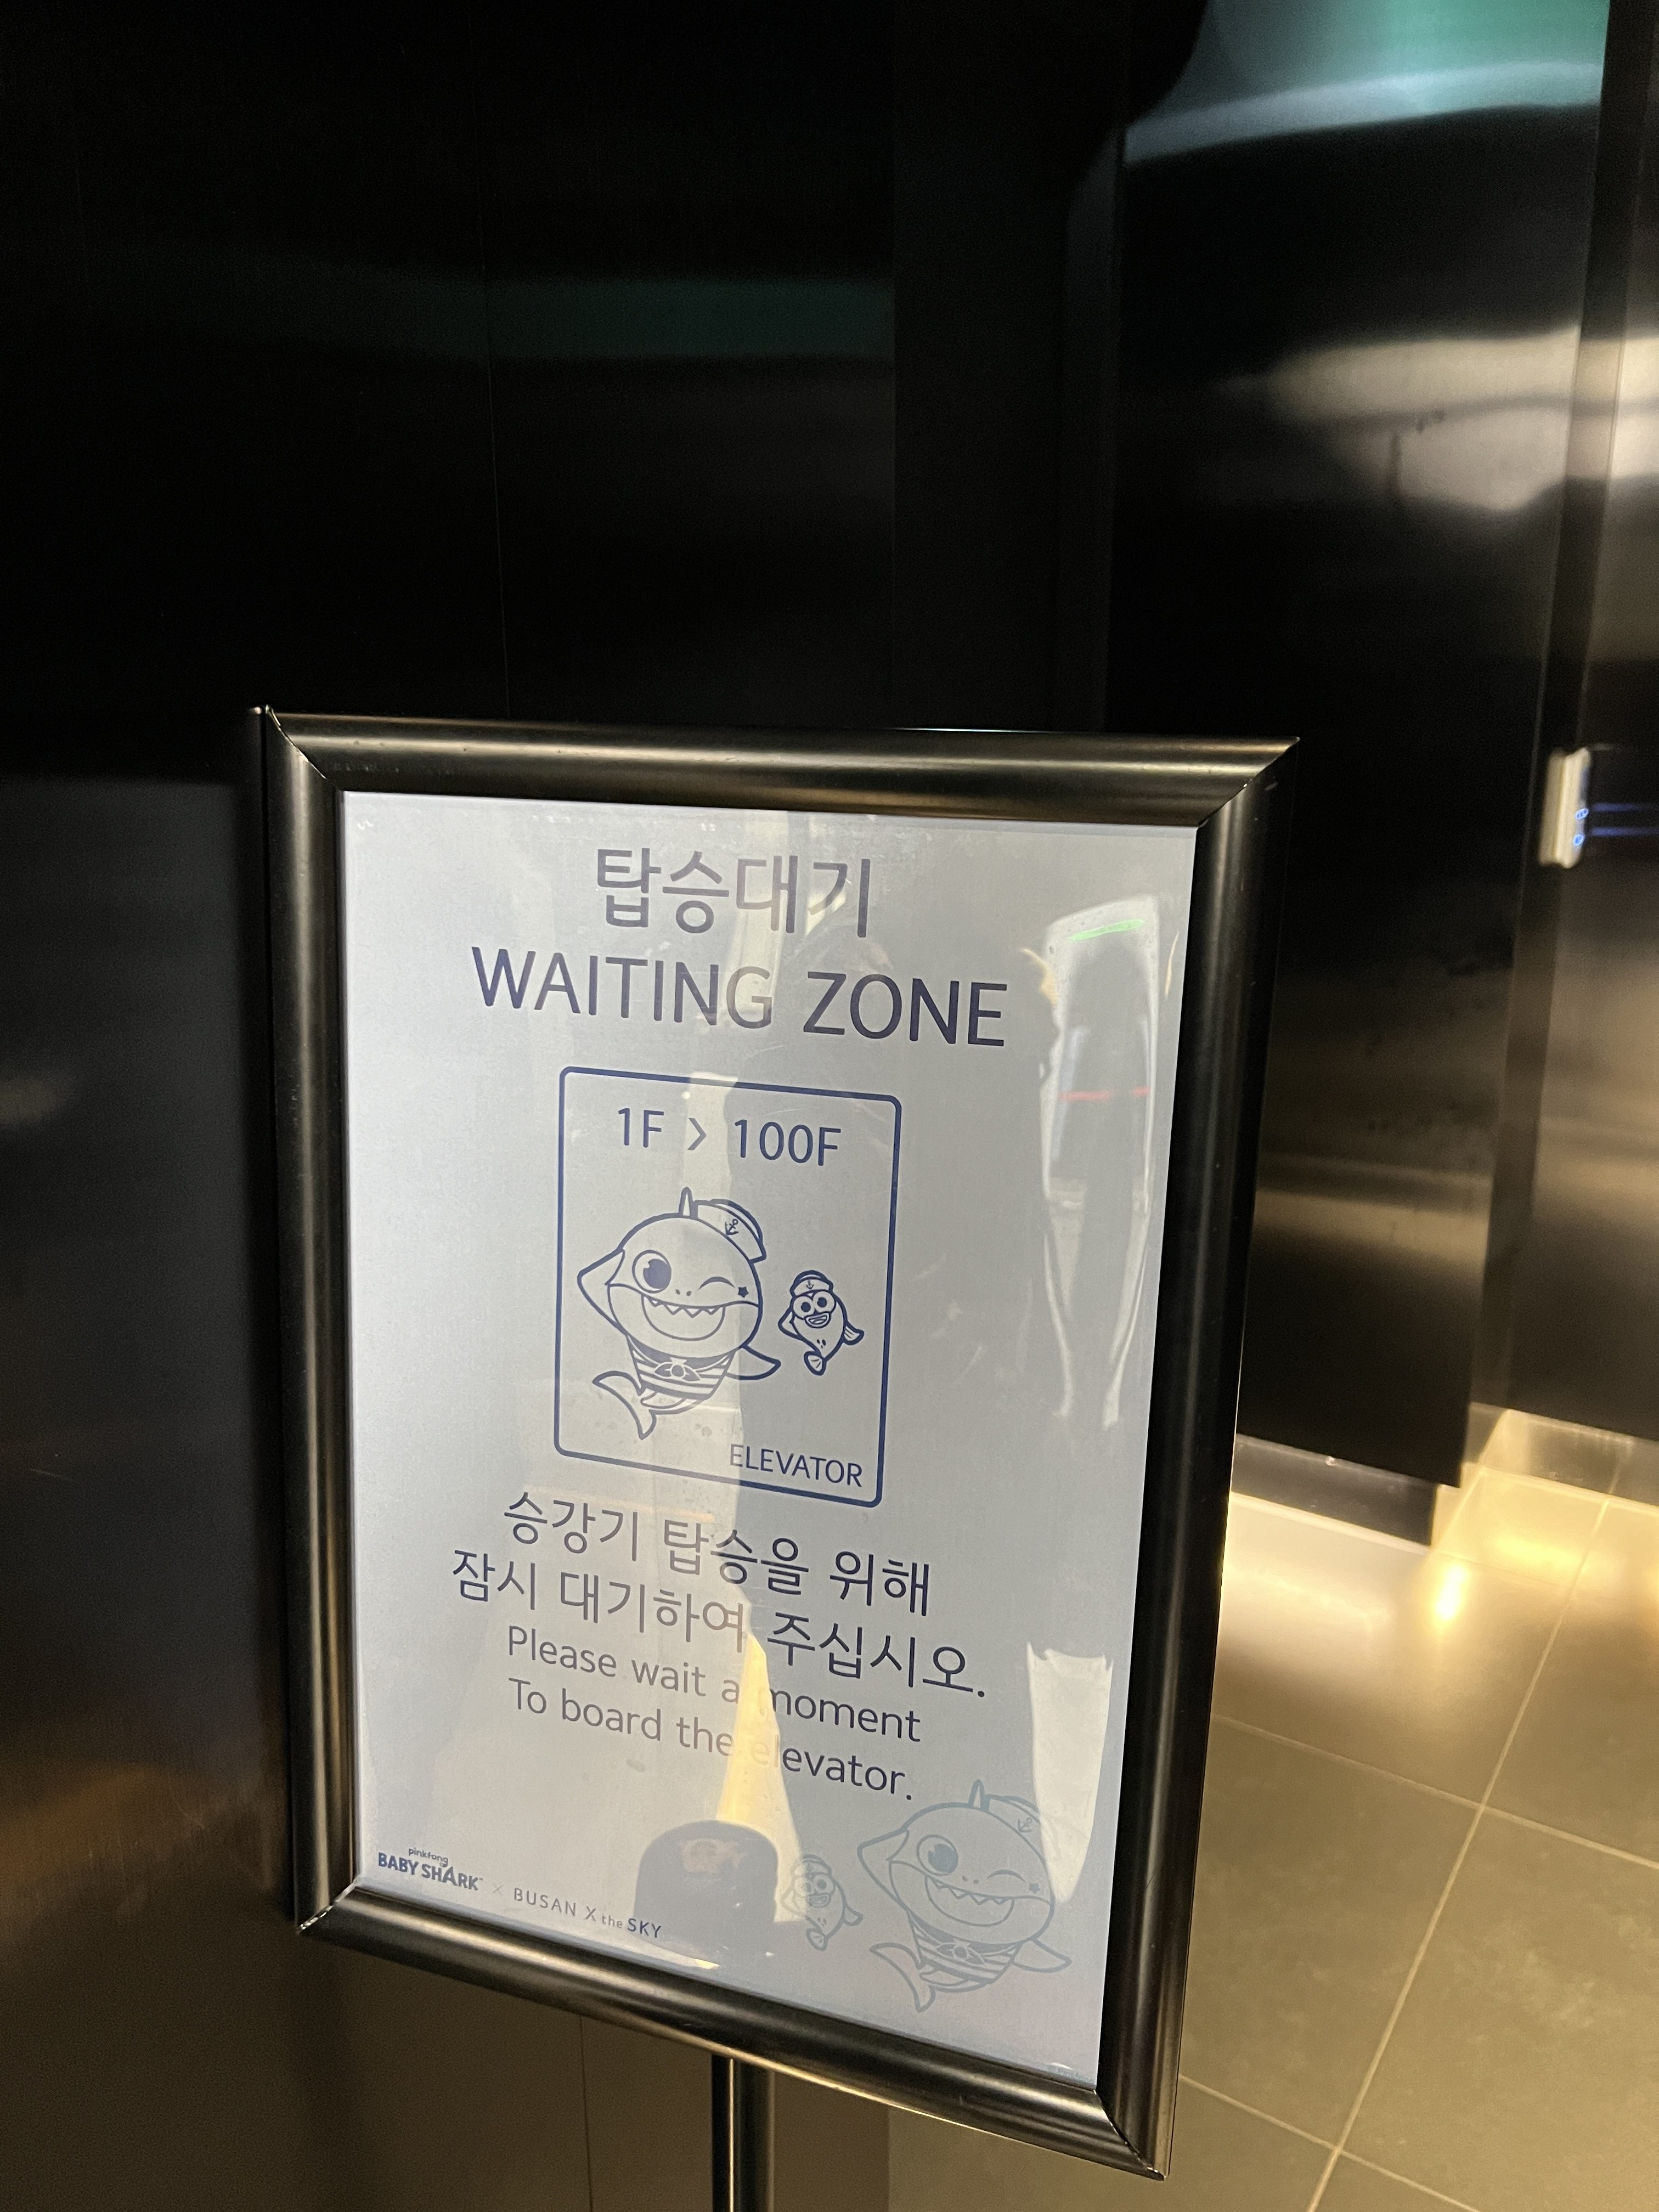 탑승대기
WAITING ZONE
1F > 100F
ELEVATOR
승강기 탑승을 위해
잠시 대기하여 주십시오.
Please wait a moment
To board the elevator.
pinkfong
BABY SHARK™ × BUSAN X the SKY